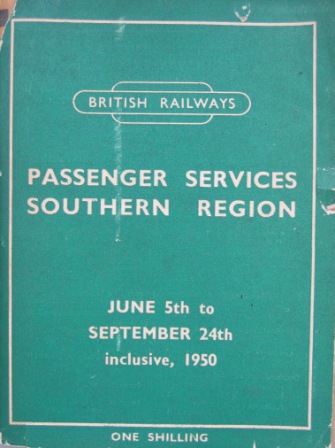 BRITISH RAILWAYS
PASSENGER SERVICES
SOUTHERN REGION
JUNE 5th to
SEPTEMBER 24th
inclusive, 1950
ONE SHILLING